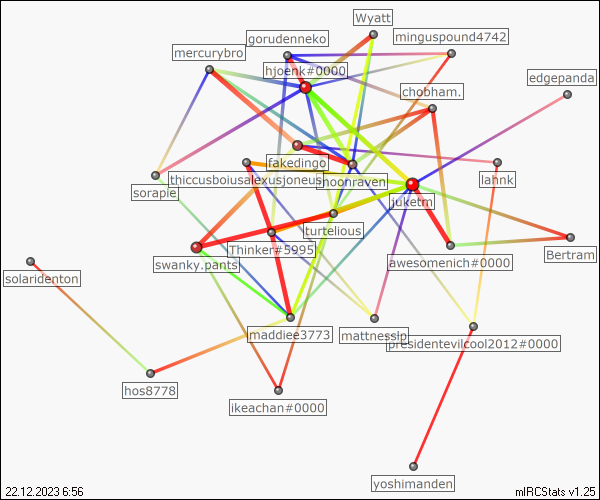 Wyatt
gorudenneko
minguspound4742
mercurybro
hjoenk#0000
edgepanda
chobham.
fakedingo
lahnk
thiccusboiusalexusjoneus
moonraven
sorapie
juketm
turtelious
Thinker#5995
Bertram
swanky.pants
awesomenich#0000
solaridenton
maddiee3773
mattnessip
presidentevilcool2012#0000
hos8778
ikeachan#0000
yoshimanden
22.12.2023 6:56
mIRCStats v1.25